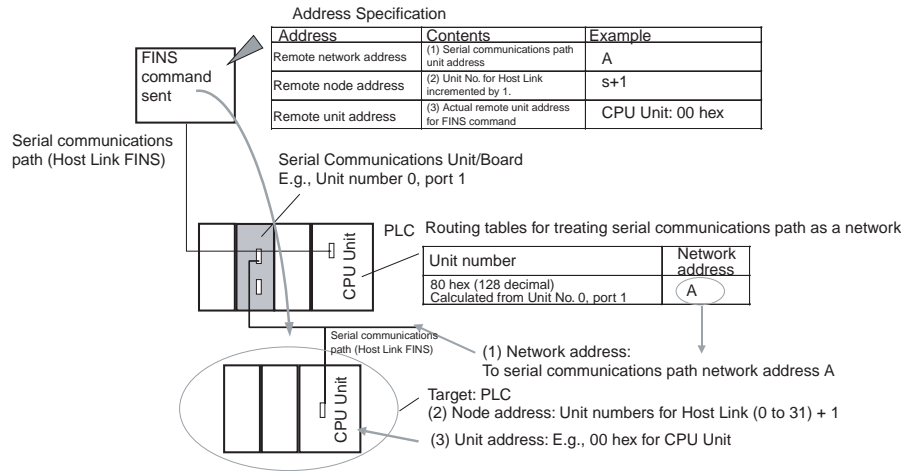 Address Specification
Address Contents Example
Remote network address (1) Serial communications path unit address A
Remote node address (2) Unit No. for Host Link incremented by 1. s+1
Remote unit address (3) Actual remote unit address for FINS command CPU Unit: 00 hex
FINS
command
sent
Serial communications
path (Host Link FINS)
Serial Communications Unit/Board
E.g., Unit number 0, port 1
PLC
CPU Unit
Routing tables for treating serial communications path as a network
Unit number Network address
80 hex (128 decimal)
Calculated from Unit No. 0, port 1 A
Serial communications
path (Host Link FINS)
(1) Network address:
To serial communications path network address A
CPU Unit
Target: PLC
(2) Node address: Unit numbers for Host Link (0 to 31) + 1
(3) Unit address: E.g., 00 hex for CPU Unit